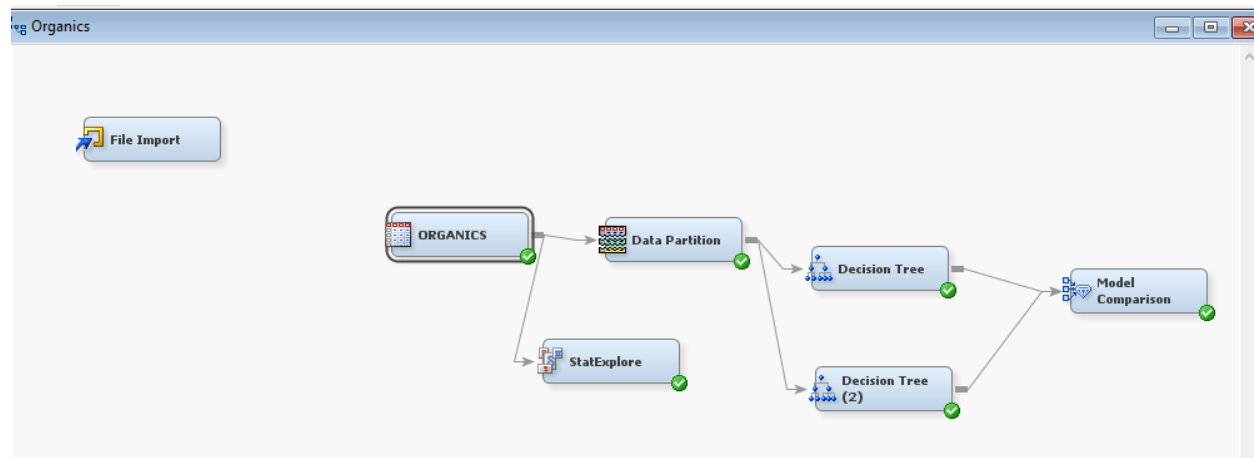 Organics
File Import
ORGANICS
Data Partition
Decision Tree
Model
Comparison
StatExplore
Decision Tree
(2)